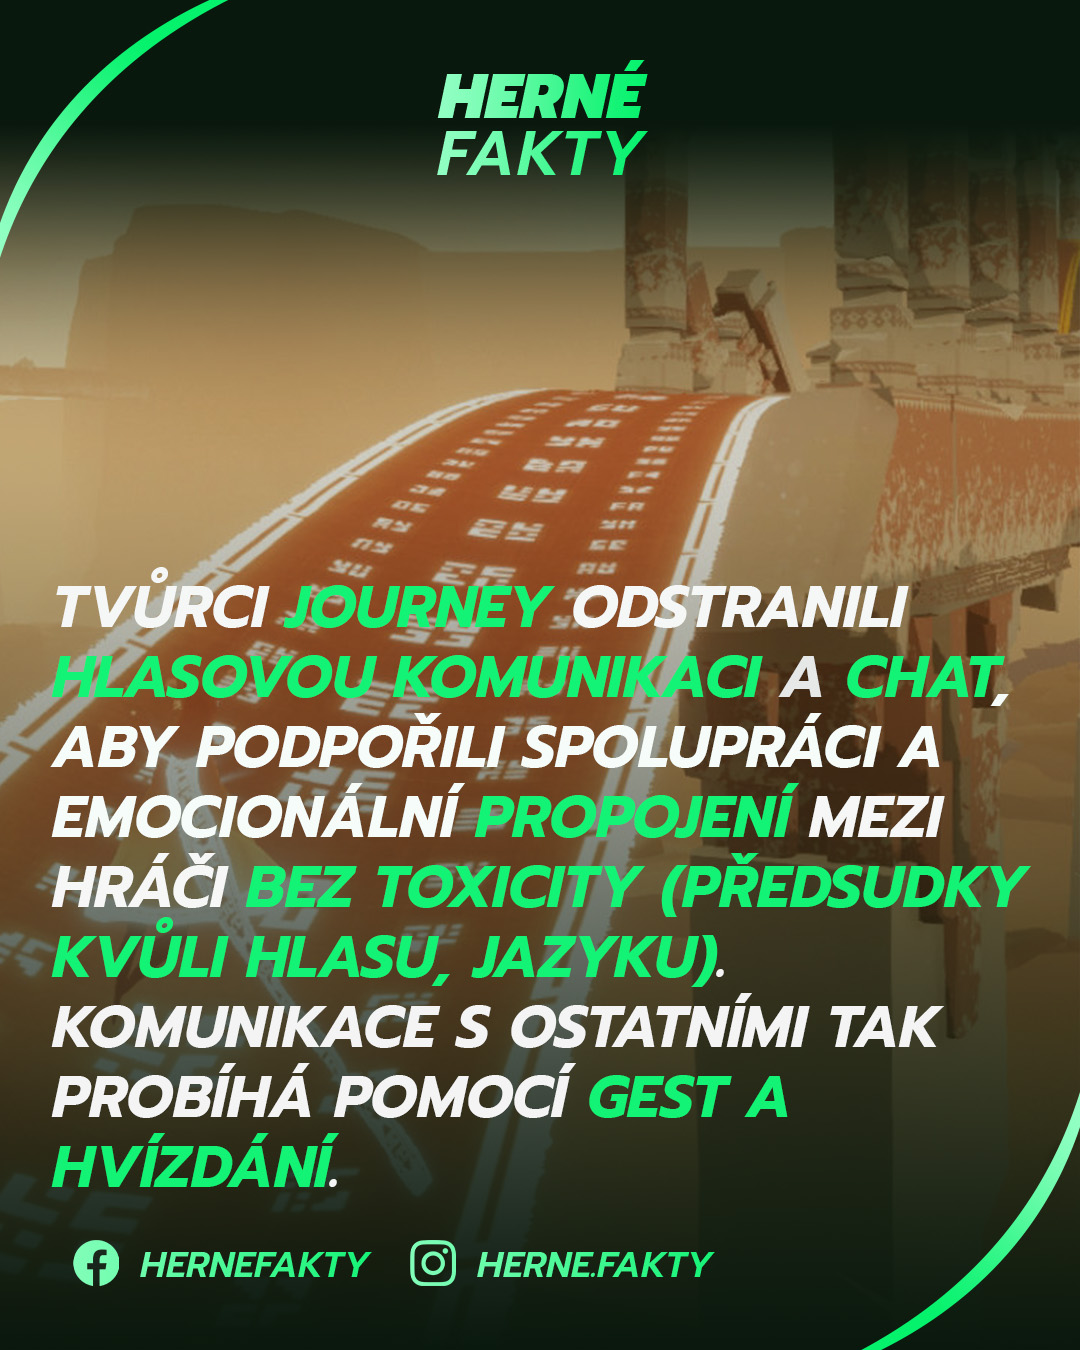 HERNÉ
FAKTY
TVŮRCI JOURNEY ODSTRANILI
HLASOVOU KOMUNIKACI A CHAT,
ABY PODPOŘILI SPOLUPRÁCI A
EMOCIONÁLNÍ PROPOJENÍ MEZI
HRÁČI BEZ TOXICITY (PŘEDSUDKY
KVŮLI HLASU, JAZYKU).
KOMUNIKACE S OSTATNÍMI TAK
PROBÍHÁ POMOCÍ GEST A
HVÍZDÁNÍ.
HERNEFAKTY HERNE.FAKTY